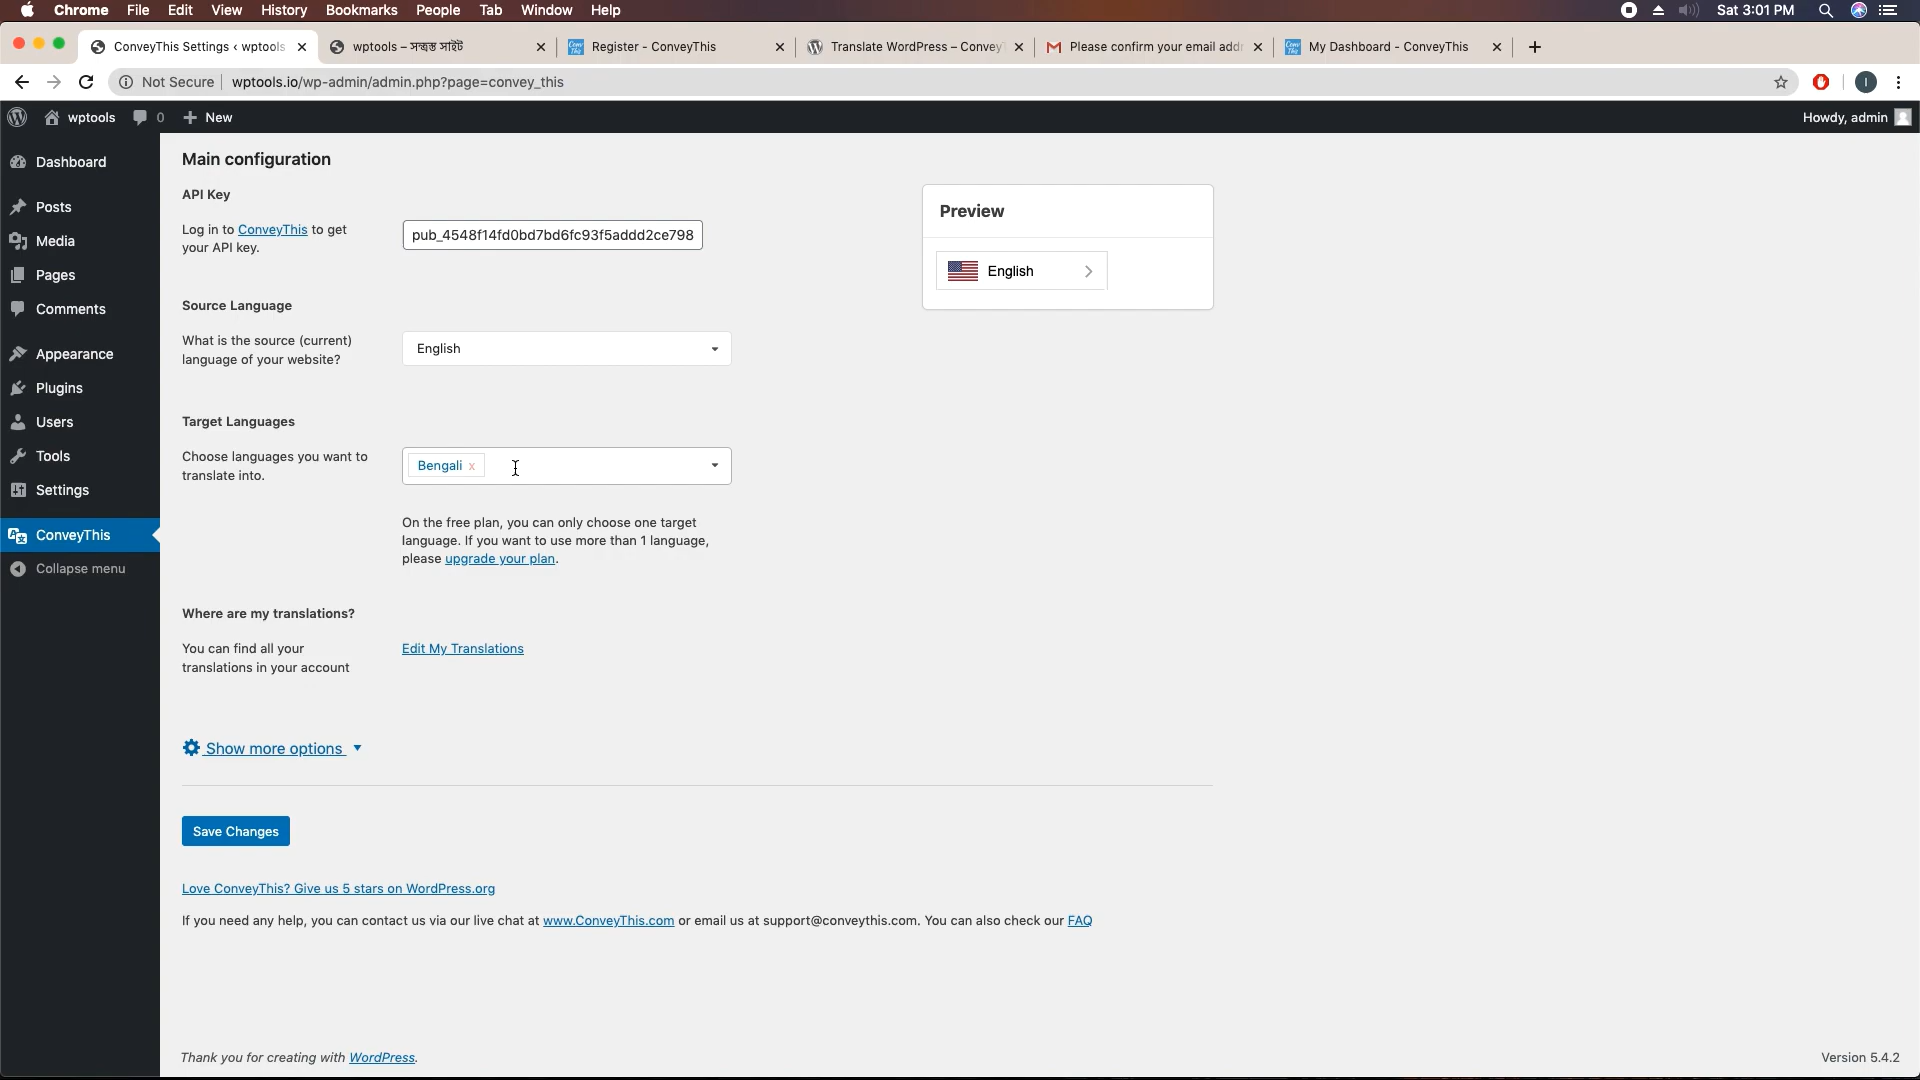 Chrome File Edit View History Bookmarks People Tab Window Help Sat 3:01 PM
ConveyThis Settings ‹ wptools
wptools –
Register - ConveyThis
Translate WordPress – Convey
Please confirm your email add
My Dashboard - ConveyThis
Not Secure wptools.io/wp-admin/admin.php?page=convey_this
wptools 0 New Howdy, admin
Dashboard
Posts
Media
Pages
Comments
Appearance
Plugins
Users
Tools
Settings
ConveyThis
Collapse menu
Main configuration
API Key
Log in to ConveyThis to get
your API key.
pub_4548f14fd0bd7bd6fc93f5addd2ce798
Source Language
What is the source (current)
language of your website?
English
Target Languages
Choose languages you want to
translate into.
Bengali x
On the free plan, you can only choose one target
language. If you want to use more than 1 language,
please upgrade your plan.
Where are my translations?
You can find all your
translations in your account
Edit My Translations
Show more options
Save Changes
Love ConveyThis? Give us 5 stars on WordPress.org
If you need any help, you can contact us via our live chat at www.ConveyThis.com or email us at support@conveythis.com. You can also check our FAQ
Preview
English
Thank you for creating with WordPress.
Version 5.4.2